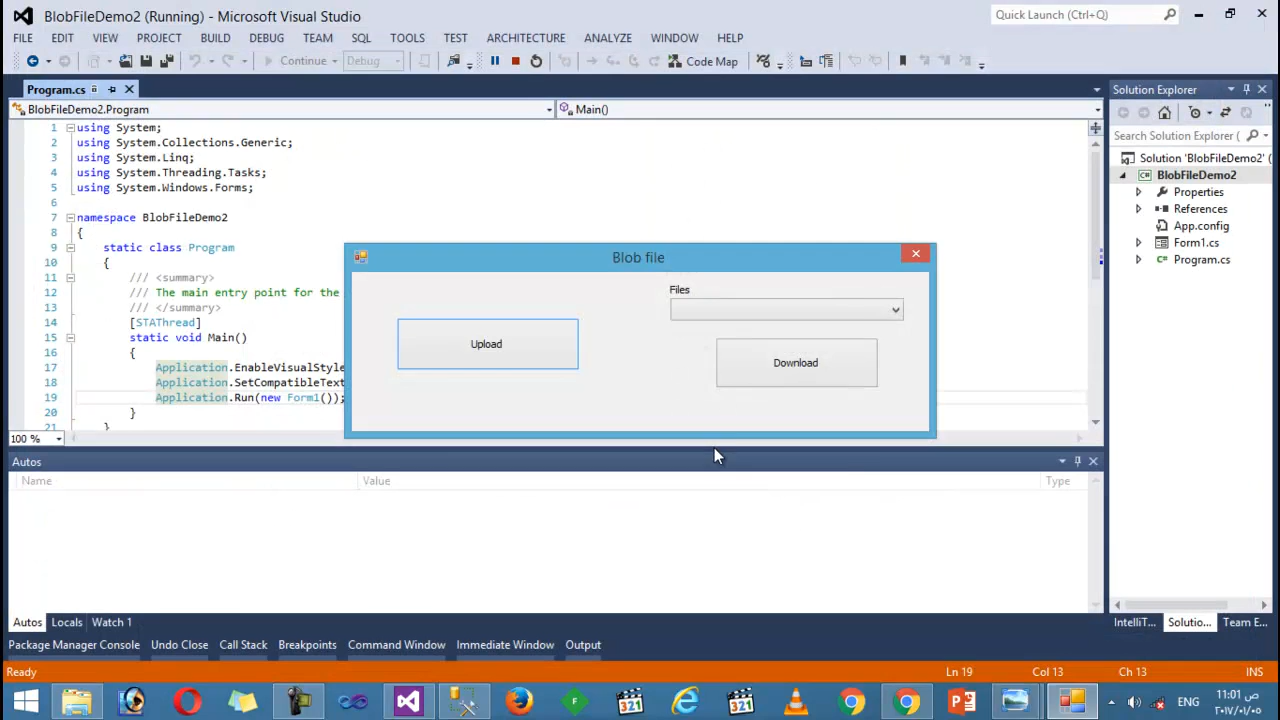 BlobFileDemo2 (Running) - Microsoft Visual Studio
Quick Launch (Ctrl+Q)
FILE EDIT VIEW PROJECT BUILD DEBUG TEAM SQL TOOLS TEST ARCHITECTURE ANALYZE WINDOW HELP
Continue Debug Code Map
Program.cs
BlobFileDemo2.Program
Main()
1 using System;
2 using System.Collections.Generic;
3 using System.Linq;
4 using System.Threading.Tasks;
5 using System.Windows.Forms;
6
7 namespace BlobFileDemo2
8 {
9 static class Program
10 {
11 /// <summary>
12 /// The main entry point for the
13 /// </summary>
14 [STAThread]
15 static void Main()
16 {
17 Application.EnableVisualStyle
18 Application.SetCompatibleText
19 Application.Run(new Form1());
20 }
21 }
100 %
Blob file
Files
Upload
Download
Solution Explorer
Search Solution Explorer (
Solution 'BlobFileDemo2' (
BlobFileDemo2
Properties
References
App.config
Form1.cs
Program.cs
Autos
Name Value Type
Autos Locals Watch 1
IntelliT... Solutio... Team E...
Package Manager Console Undo Close Call Stack Breakpoints Command Window Immediate Window Output
Ready Ln 19 Col 13 Ch 13 INS
321
321
ENG
11:01 ص
٢٠١٧/٠١/٠٥